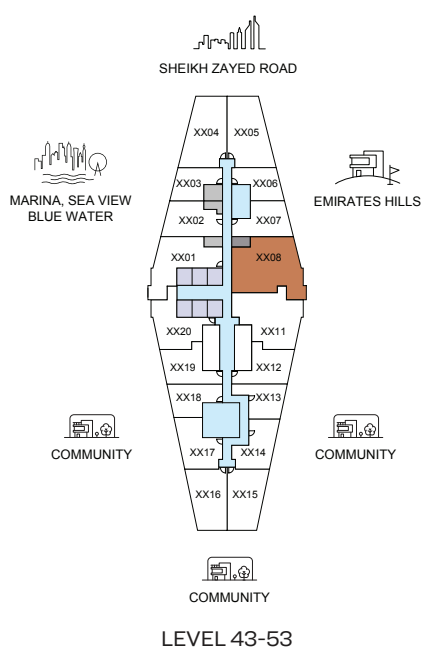 SHEIKH ZAYED ROAD
XX04 XX05
XX03 XX06
MARINA, SEA VIEW
BLUE WATER
EMIRATES HILLS
XX02 XX07
XX01 XX08
XX20 XX11
XX19 XX12
XX18 XX13
COMMUNITY
XX17 XX14
COMMUNITY
XX16 XX15
COMMUNITY
LEVEL 43-53